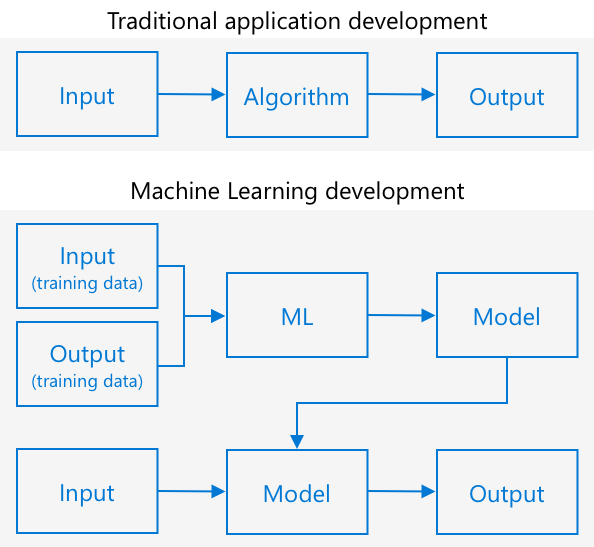 Traditional application development
Input
Algorithm
Output
Machine Learning development
Input
(training data)
Output
(training data)
ML
Model
Input
Model
Output